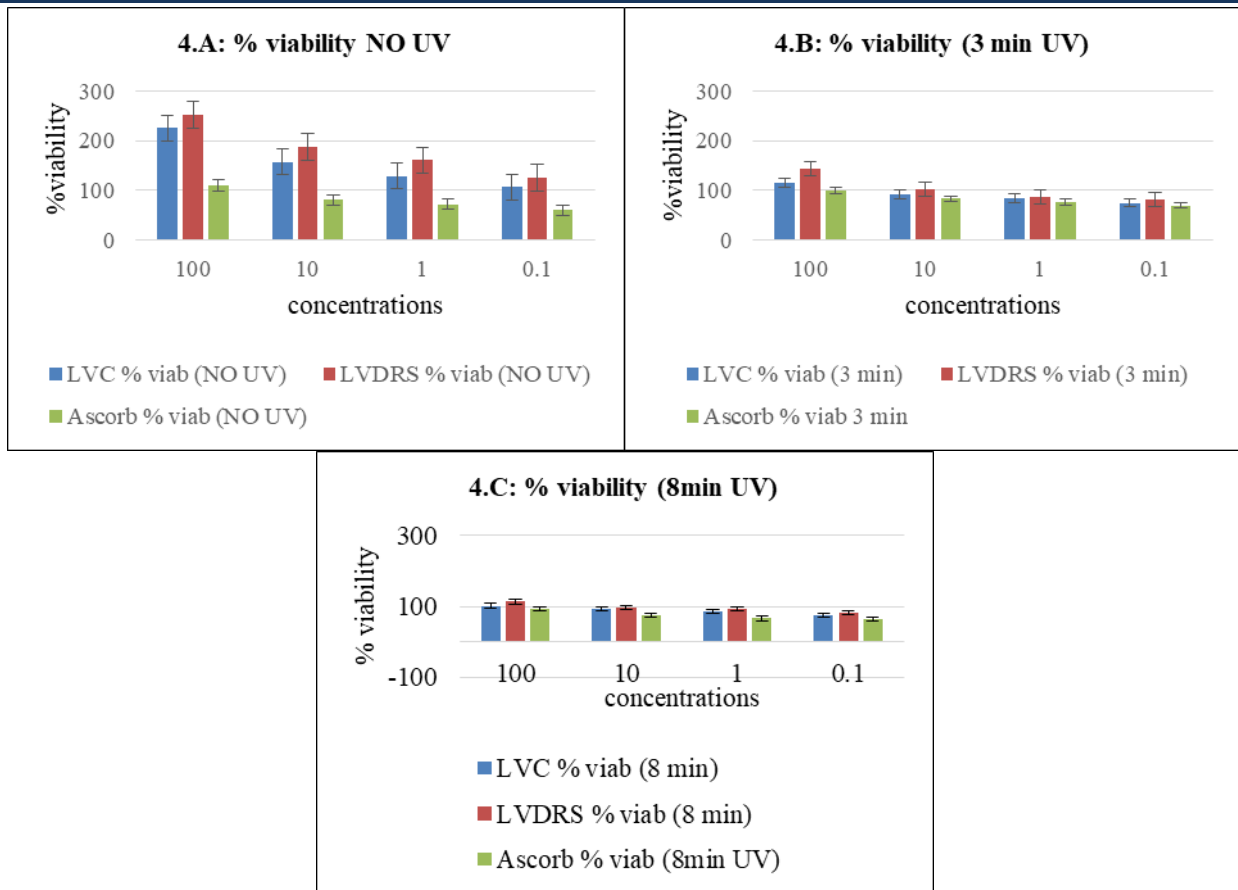 4.A: % viability NO UV
300
200
100
0
%viability
100 10 1 0.1
concentrations
LVC % viab (NO UV) LVDRS % viab (NO UV)
Ascorb % viab (NO UV)
4.B: % viability (3 min UV)
300
200
100
0
%viability
100 10 1 0.1
concentrations
LVC % viab (3 min) LVDRS % viab (3 min)
Ascorb % viab 3 min
4.C: % viability (8min UV)
300
100
-100
% viability
100 10 1 0.1
concentrations
LVC % viab (8 min)
LVDRS % viab (8 min)
Ascorb % viab (8min UV)